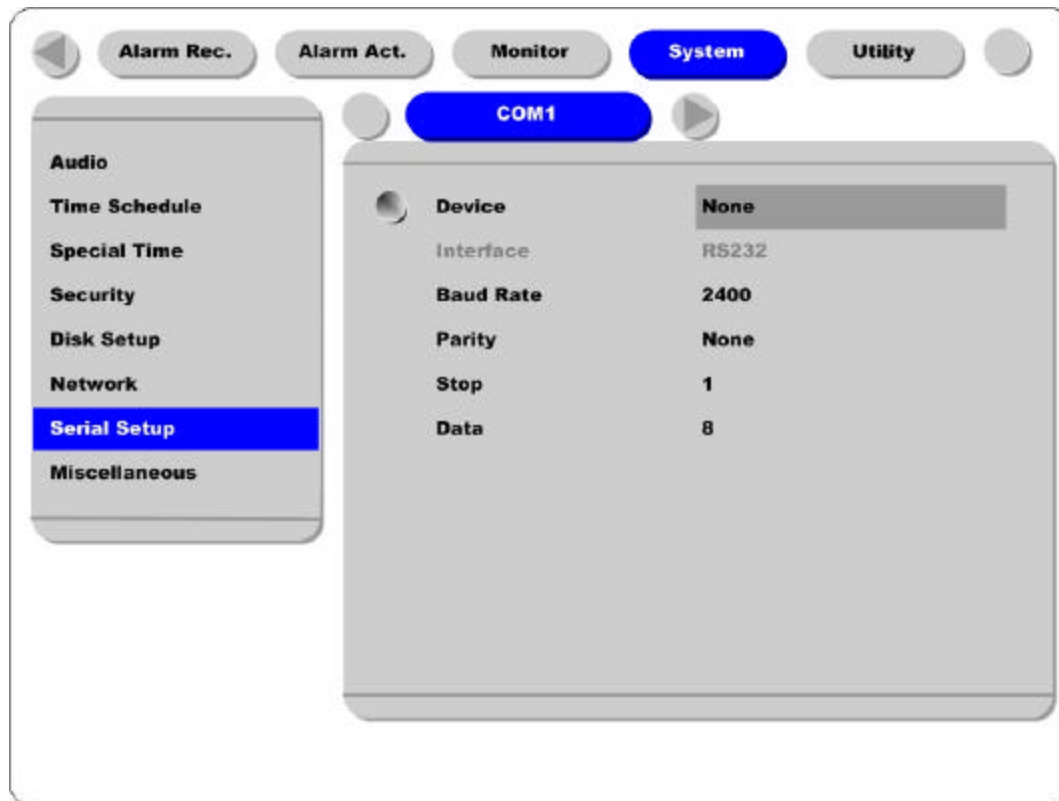 Alarm Rec. Alarm Act. Monitor System Utility
COM1
Audio
Time Schedule
Special Time
Security
Disk Setup
Network
Serial Setup
Miscellaneous
Device None
Interface RS232
Baud Rate 2400
Parity None
Stop 1
Data 8